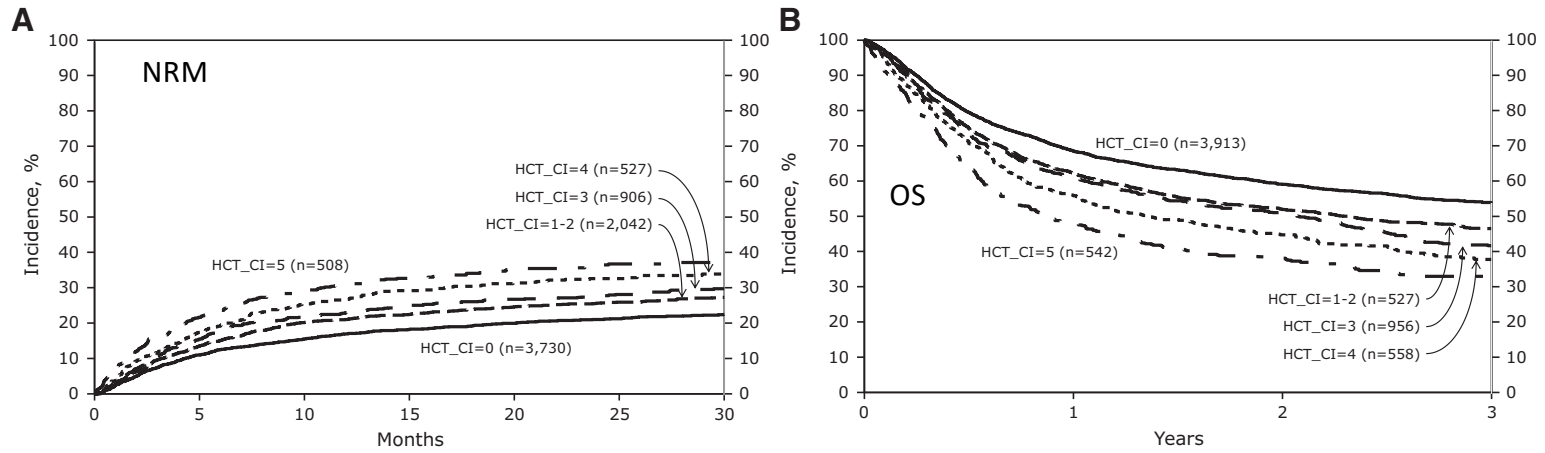 A
NRM
Incidence, %
100
90
80
70
60
50
40
30
20
10
0
100
90
80
70
60
50
40
30
20
10
0
HCT_CI=4 (n=527)
HCT_CI=3 (n=906)
HCT_CI=1-2 (n=2,042)
HCT_CI=5 (n=508)
HCT_CI=0 (n=3,730)
0 5 10 15 20 25 30
Months
B
OS
Incidence, %
100
90
80
70
60
50
40
30
20
10
0
100
90
80
70
60
50
40
30
20
10
0
HCT_CI=0 (n=3,913)
HCT_CI=5 (n=542)
HCT_CI=1-2 (n=527)
HCT_CI=3 (n=956)
HCT_CI=4 (n=558)
0 1 2 3
Years